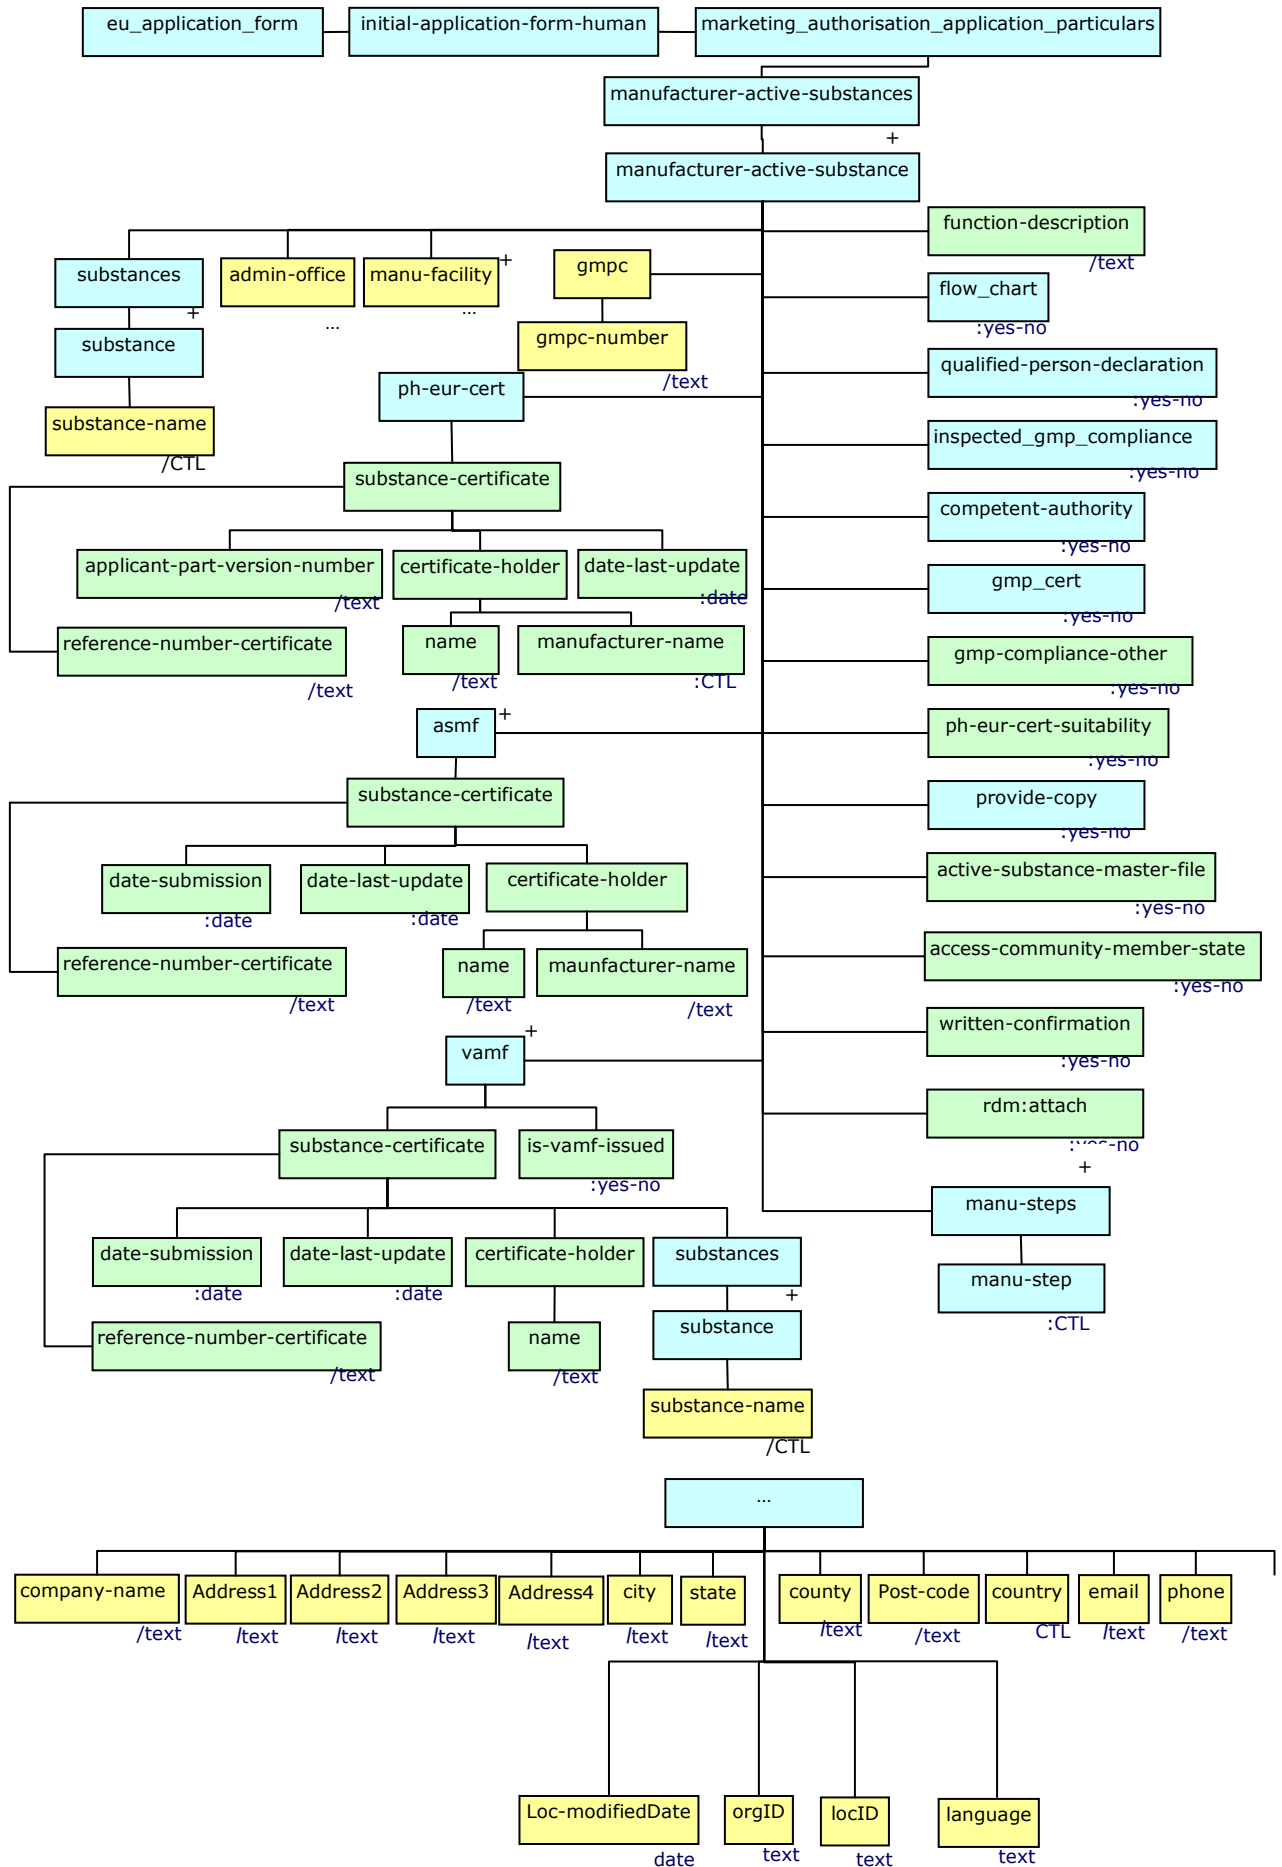 eu_application_form
initial-application-form-human
marketing_authorisation_application_particulars
manufacturer-active-substances
+
manufacturer-active-substance
function-description
/text
substances
+
admin-office
...
manu-facility
+
...
gmpc
gmpc-number
/text
flow_chart
:yes-no
substance
substance-name
/CTL
ph-eur-cert
qualified-person-declaration
:yes-no
inspected_gmp_compliance
:yes-no
substance-certificate
competent-authority
:yes-no
applicant-part-version-number
/text
certificate-holder
date-last-update
:date
gmp_cert
:yes-no
reference-number-certificate
/text
name
/text
manufacturer-name
:CTL
gmp-compliance-other
:yes-no
asmf
+
ph-eur-cert-suitability
:yes-no
substance-certificate
provide-copy
:yes-no
date-submission
:date
date-last-update
:date
certificate-holder
active-substance-master-file
:yes-no
reference-number-certificate
/text
name
/text
maunfacturer-name
/text
access-community-member-state
:yes-no
vamf
+
written-confirmation
:yes-no
substance-certificate
is-vamf-issued
:yes-no
rdm:attach
:yes-no
+
manu-steps
date-submission
:date
date-last-update
:date
certificate-holder
substances
+
manu-step
:CTL
reference-number-certificate
/text
name
/text
substance
substance-name
/CTL
...
company-name
/text
Address1
/text
Address2
/text
Address3
/text
Address4
/text
city
/text
state
/text
county
/text
Post-code
/text
country
CTL
email
/text
phone
/text
Loc-modifiedDate
date
orgID
text
locID
text
language
text